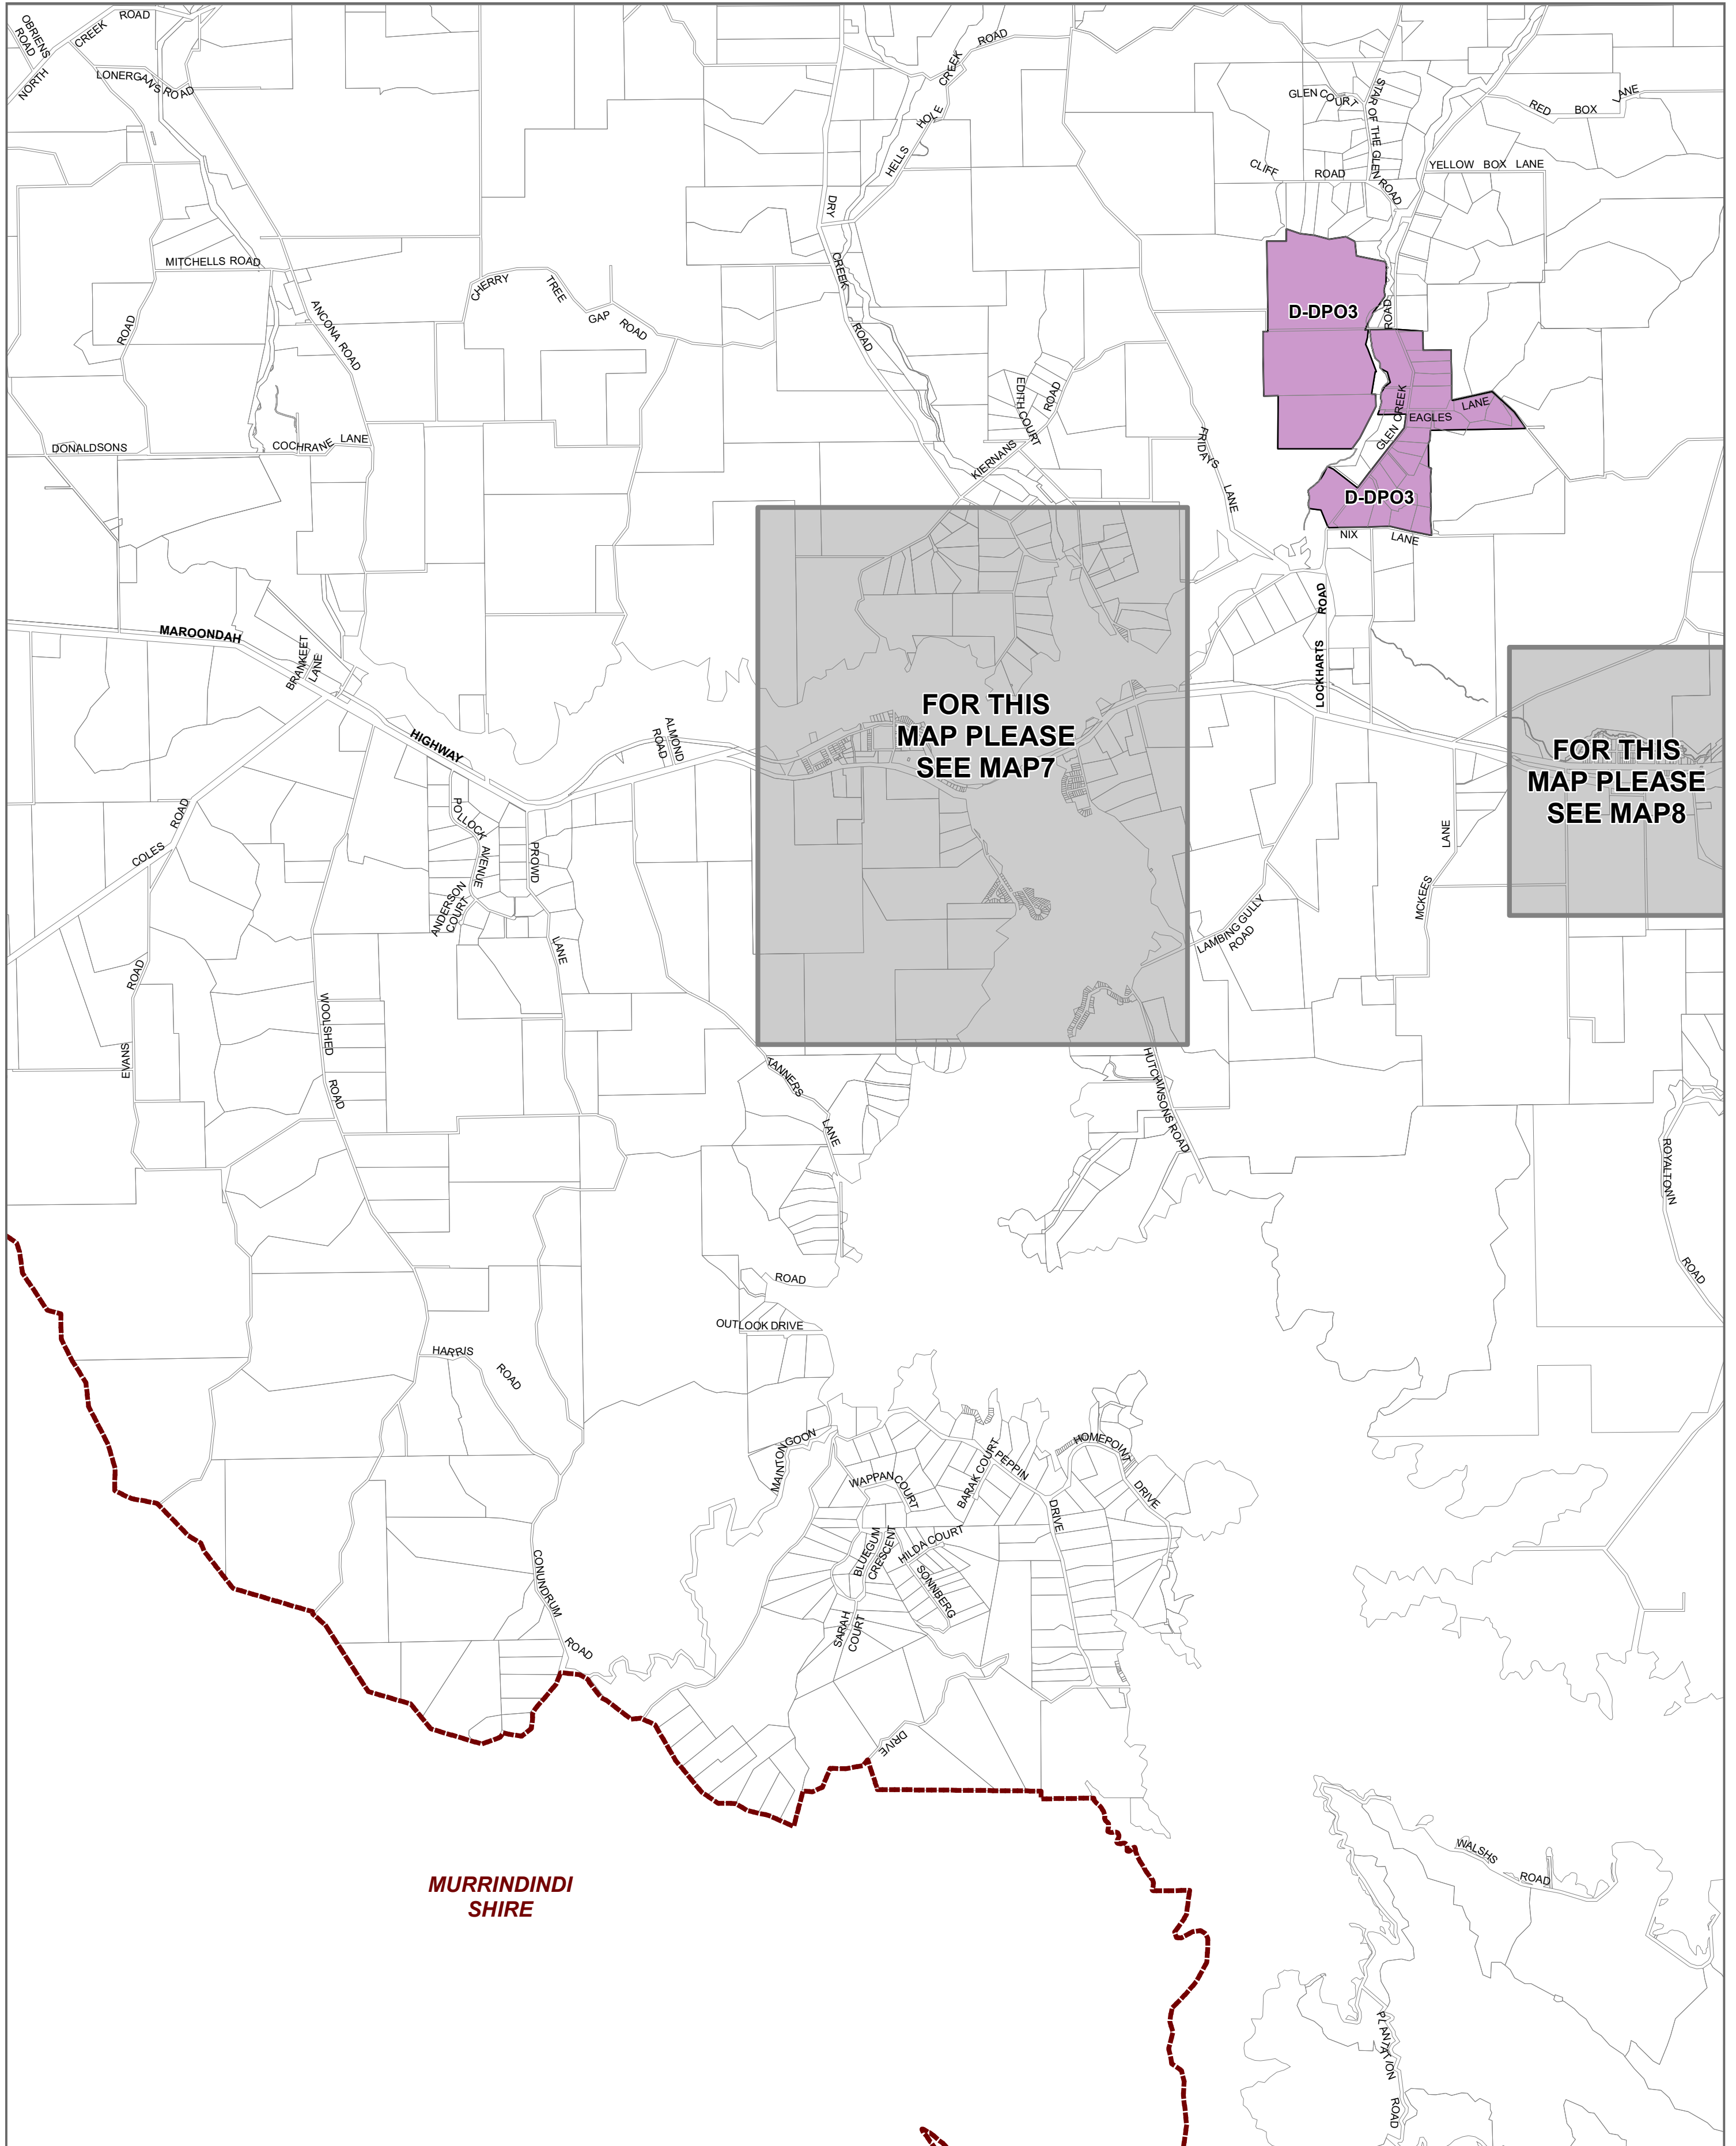 OBRIENS
ROAD
NORTH
CREEK
ROAD
LONERGANS ROAD
HELLS
HOLE
CREEK
ROAD
GLEN COURT
STAR OF THE GLEN ROAD
RED BOX LANE
CLIFF
ROAD
YELLOW BOX LANE
DRY
CREEK
ROAD
MITCHELLS ROAD
ROAD
ANCONA ROAD
CHERRY
TREE
GAP
ROAD
D-DPO3
ROAD
EDITH COURT
ROAD
KIERNANS
GLEN CREEK
EAGLES
LANE
FRIDAYS
LANE
DONALDSONS
COCHRANE LANE
D-DPO3
NIX
LANE
MAROONDAH
BRANKEET
LANE
HIGHWAY
ALMOND
ROAD
LOCKHARTS
ROAD
FOR THIS
MAP PLEASE
SEE MAP7
FOR THIS
MAP PLEASE
SEE MAP8
COLES
ROAD
POLLOCK
AVENUE
PROWD
LANE
ANDERSON
COURT
MCKEES
LANE
LAMBING GULLY
ROAD
EVANS
ROAD
WOOLSHED
ROAD
TANNERS
LANE
HUTCHINSONS ROAD
ROYALTOWN
ROAD
ROAD
OUTLOOK DRIVE
HARRIS
ROAD
MAINTONGOON
WAPPAN
COURT
BARAK COURT
PEPPIN
DRIVE
HOMEPOINT
DRIVE
BLUEGUM
CRESCENT
HILDA COURT
SONNBERG
SARAH
COURT
CONUNDRUM
ROAD
DRIVE
MURRINDINDI
SHIRE
WALSHS
ROAD
PLANTATION
ROAD